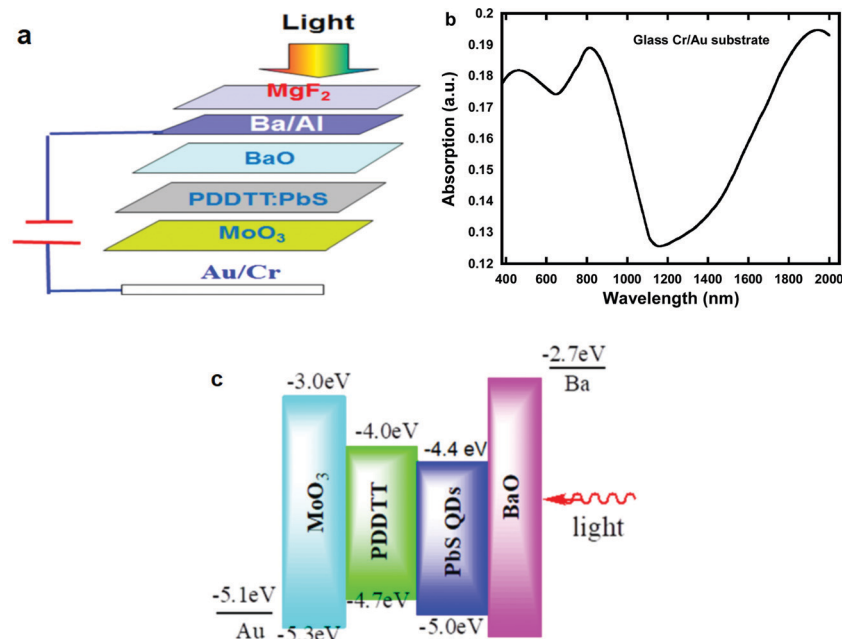 a
Light
MgF₂
Ba/Al
BaO
PDDTT:PbS
MoO₃
Au/Cr
b
Glass Cr/Au substrate
Absorption (a.u.)
0.2
0.19
0.18
0.17
0.16
0.15
0.14
0.13
0.12
400 600 800 1000 1200 1400 1600 1800 2000
Wavelength (nm)
c
-2.7eV
Ba
-3.0eV
-4.0eV
-4.4 eV
MoO₃
PDDTT
PbS QDs
BaO
light
-5.1eV
Au
-5.3eV
-4.7eV
-5.0eV